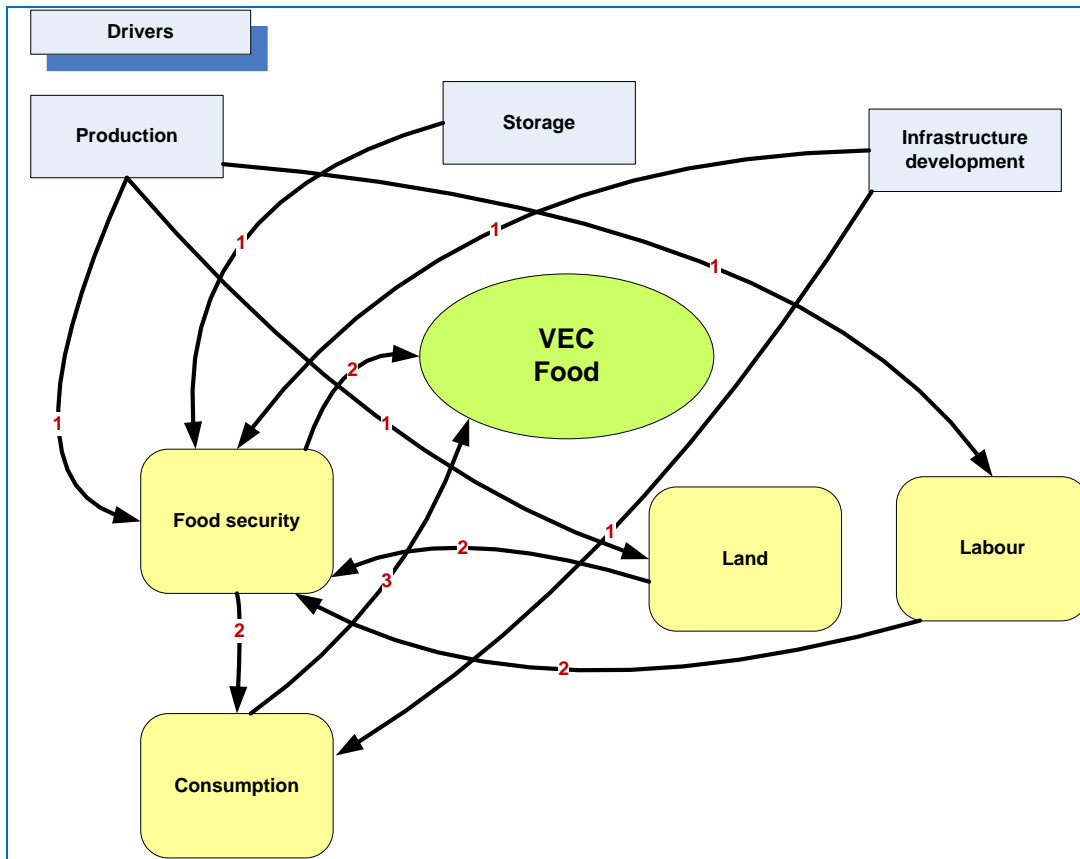 Drivers
Production
Storage
Infrastructure
development
1
1
1
1
VEC
Food
2
1
1
Food security
1
2
3
Land
Labour
2
2
Consumption